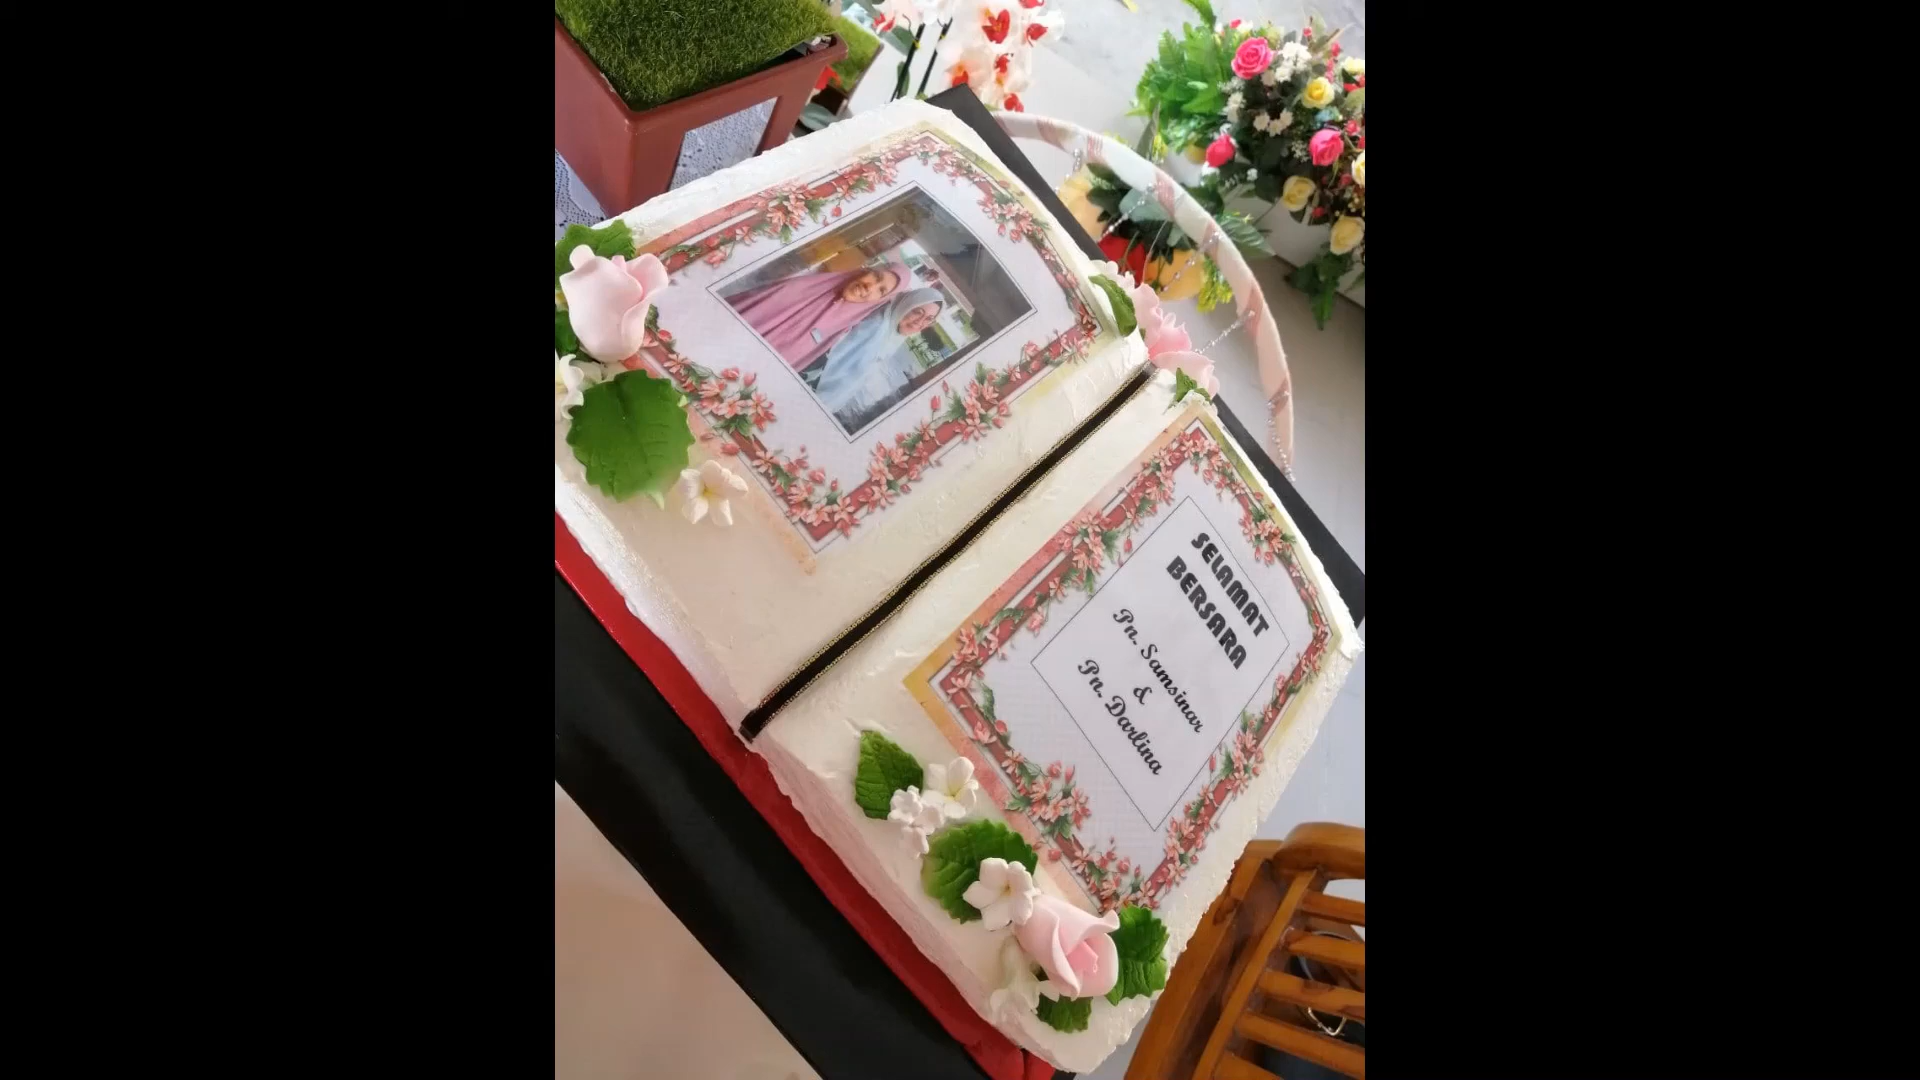 SELAMAT
BERSARA
Pn. Samsinar
&
Pn. Darlina